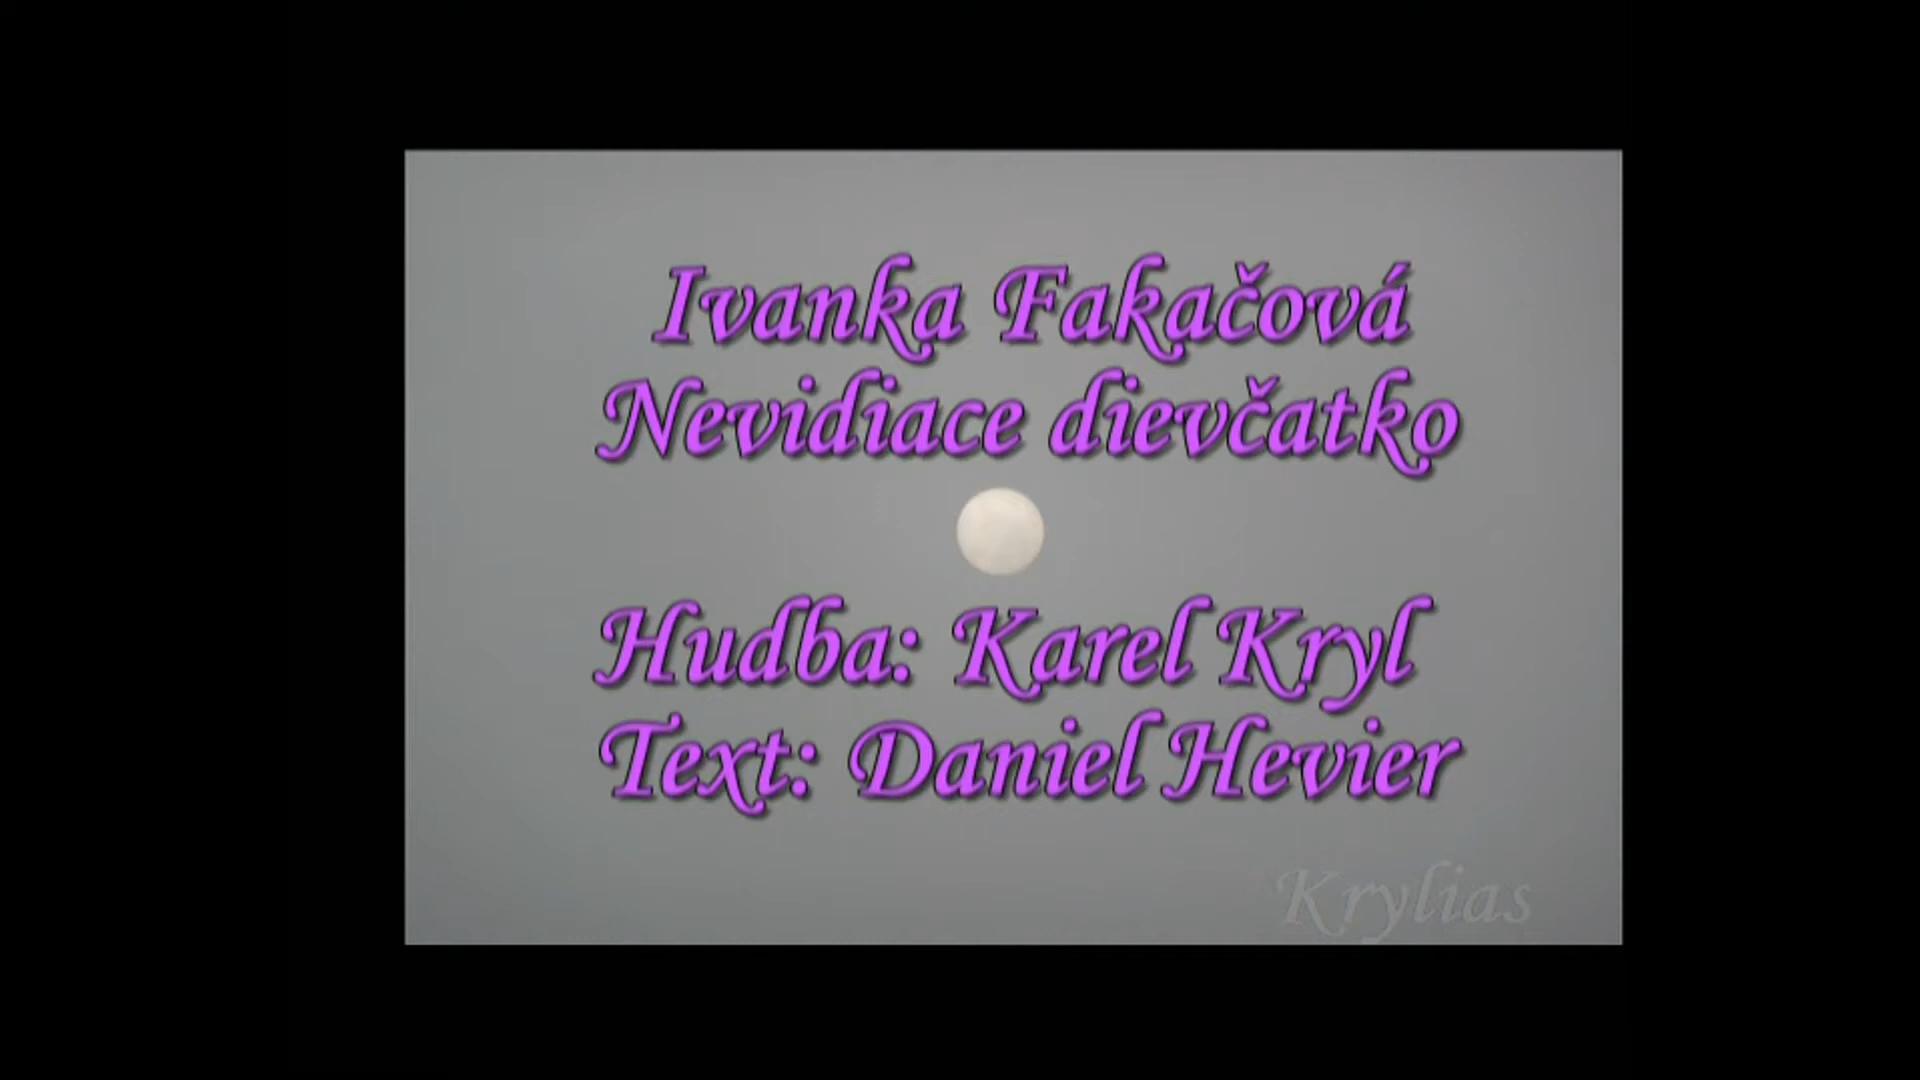 Ivanka Fakačová
Nevidiace dievčatko
Hudba: Karel Kryl
Text: Daniel Hevier
Krylias